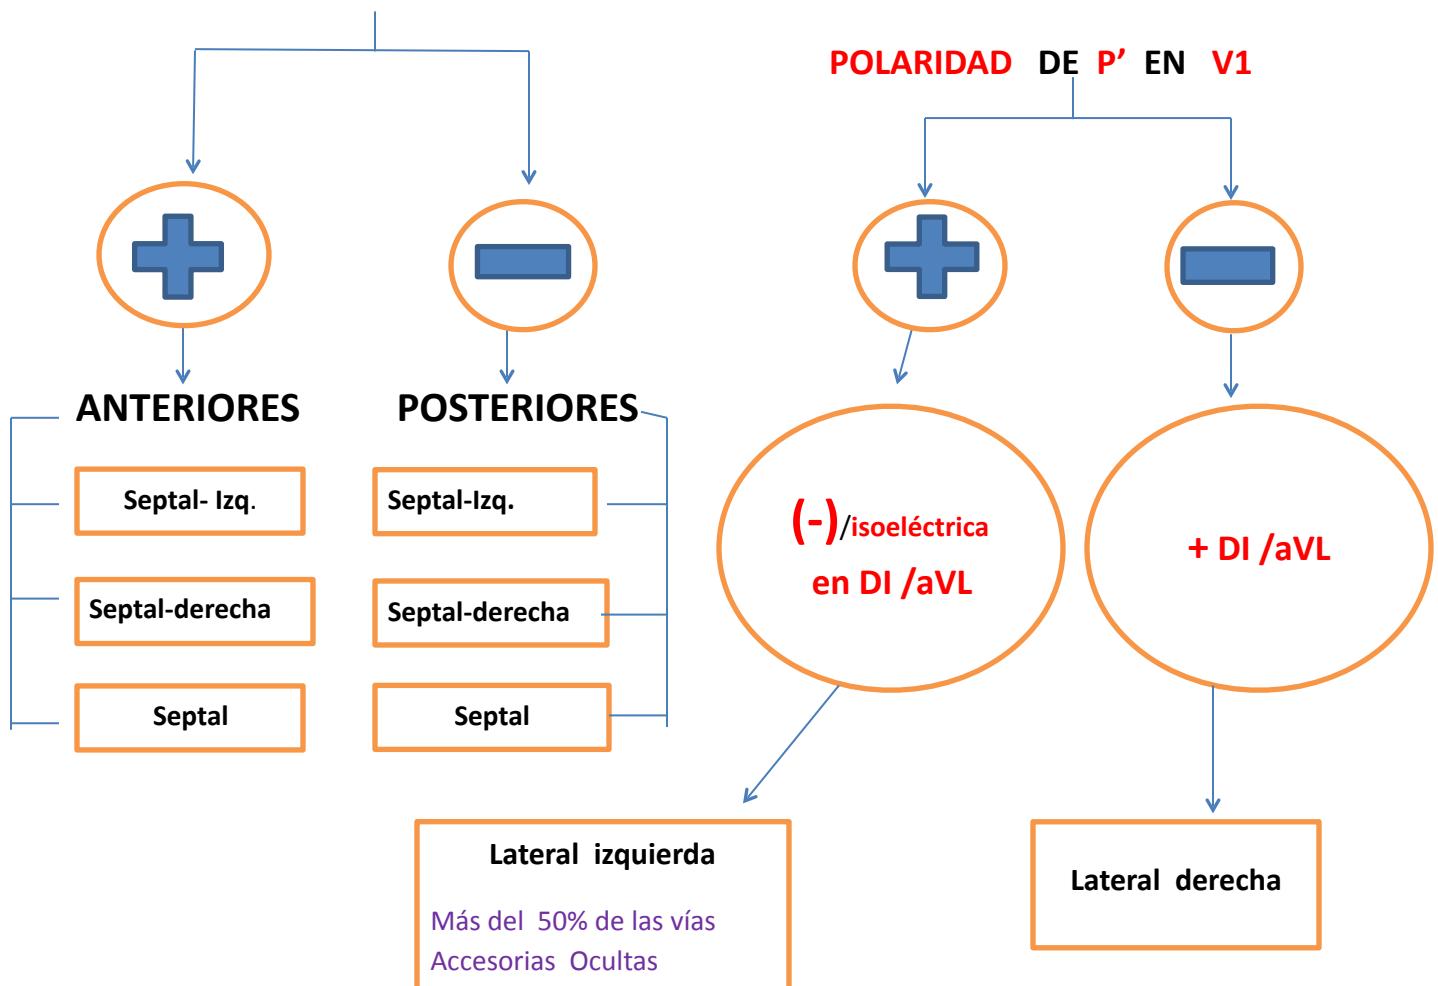 POLARIDAD DE P’ EN V1
ANTERIORES
Septal- Izq.
Septal-derecha
Septal
POSTERIORES
Septal-Izq.
Septal-derecha
Septal
(-)/isoeléctrica
en DI /aVL
+ DI /aVL
Lateral izquierda
Más del 50% de las vías
Accesorias Ocultas
Lateral derecha